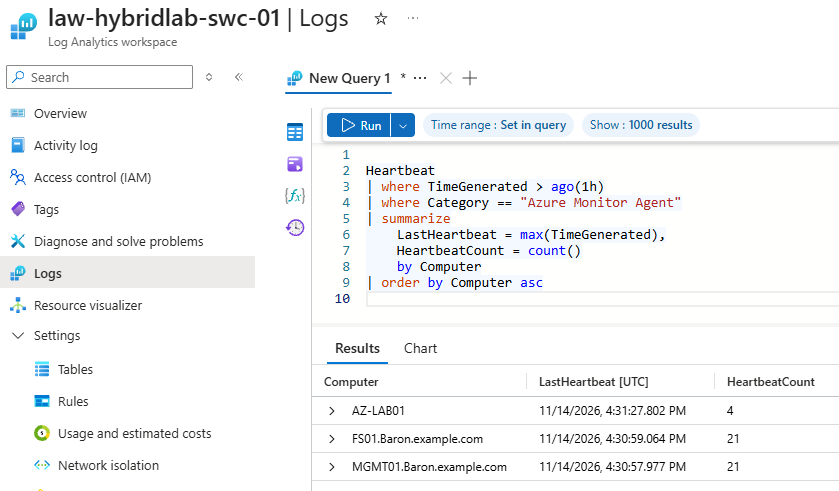 law-hybridlab-swc-01 | Logs
Log Analytics workspace
Search
Overview
Activity log
Access control (IAM)
Tags
Diagnose and solve problems
Logs
Resource visualizer
Settings
Tables
Rules
Usage and estimated costs
Network isolation
New Query 1 *
Run
Time range : Set in query
Show : 1000 results
1
2 Heartbeat
3 | where TimeGenerated > ago(1h)
4 | where Category == "Azure Monitor Agent"
5 | summarize
6 LastHeartbeat = max(TimeGenerated),
7 HeartbeatCount = count()
8 by Computer
9 | order by Computer asc
10
Results Chart
Computer LastHeartbeat [UTC] HeartbeatCount
AZ-LAB01 11/14/2026, 4:31:27.802 PM 4
FS01.Baron.example.com 11/14/2026, 4:30:59.064 PM 21
MGMT01.Baron.example.com 11/14/2026, 4:30:57.977 PM 21